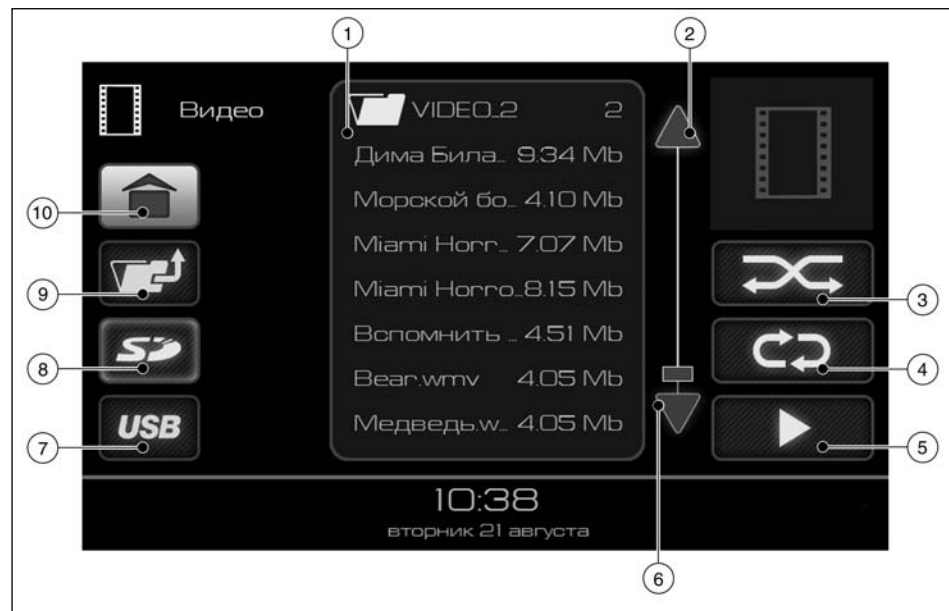 1
2
Видео
VIDEO_2 2
Дима Била_ 9.34 Mb
Морской бо_ 4.10 Mb
10
Miami Horr_ 7.07 Mb
9
3
Miami Horro_8.15 Mb
SD
8
Вспомнить _ 4.51 Mb
4
Bear.wmv 4.05 Mb
USB
7
Медведь.w_ 4.05 Mb
5
10:38
вторник 21 августа
6